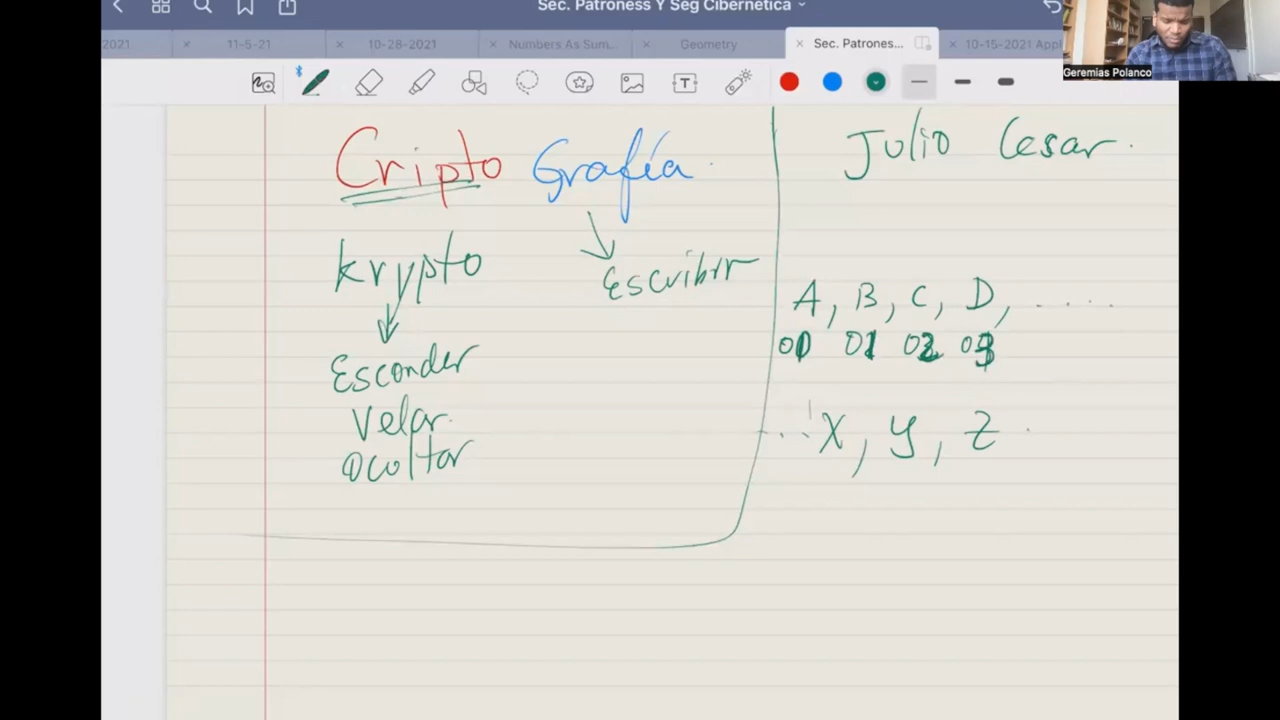 Sec. Patroness Y Seg Cibernetica
2021
11-5-21
10-28-2021
Numbers As Sum...
Geometry
Sec. Patrones...
10-15-2021 Appl
Geremias Polanco
Cripto Grafía
Krypto
Escribir
Esconder
Velar
Ocultar
Julio Cesar.
A, B, C, D, .....
00 01 02 03
... X, Y, Z.